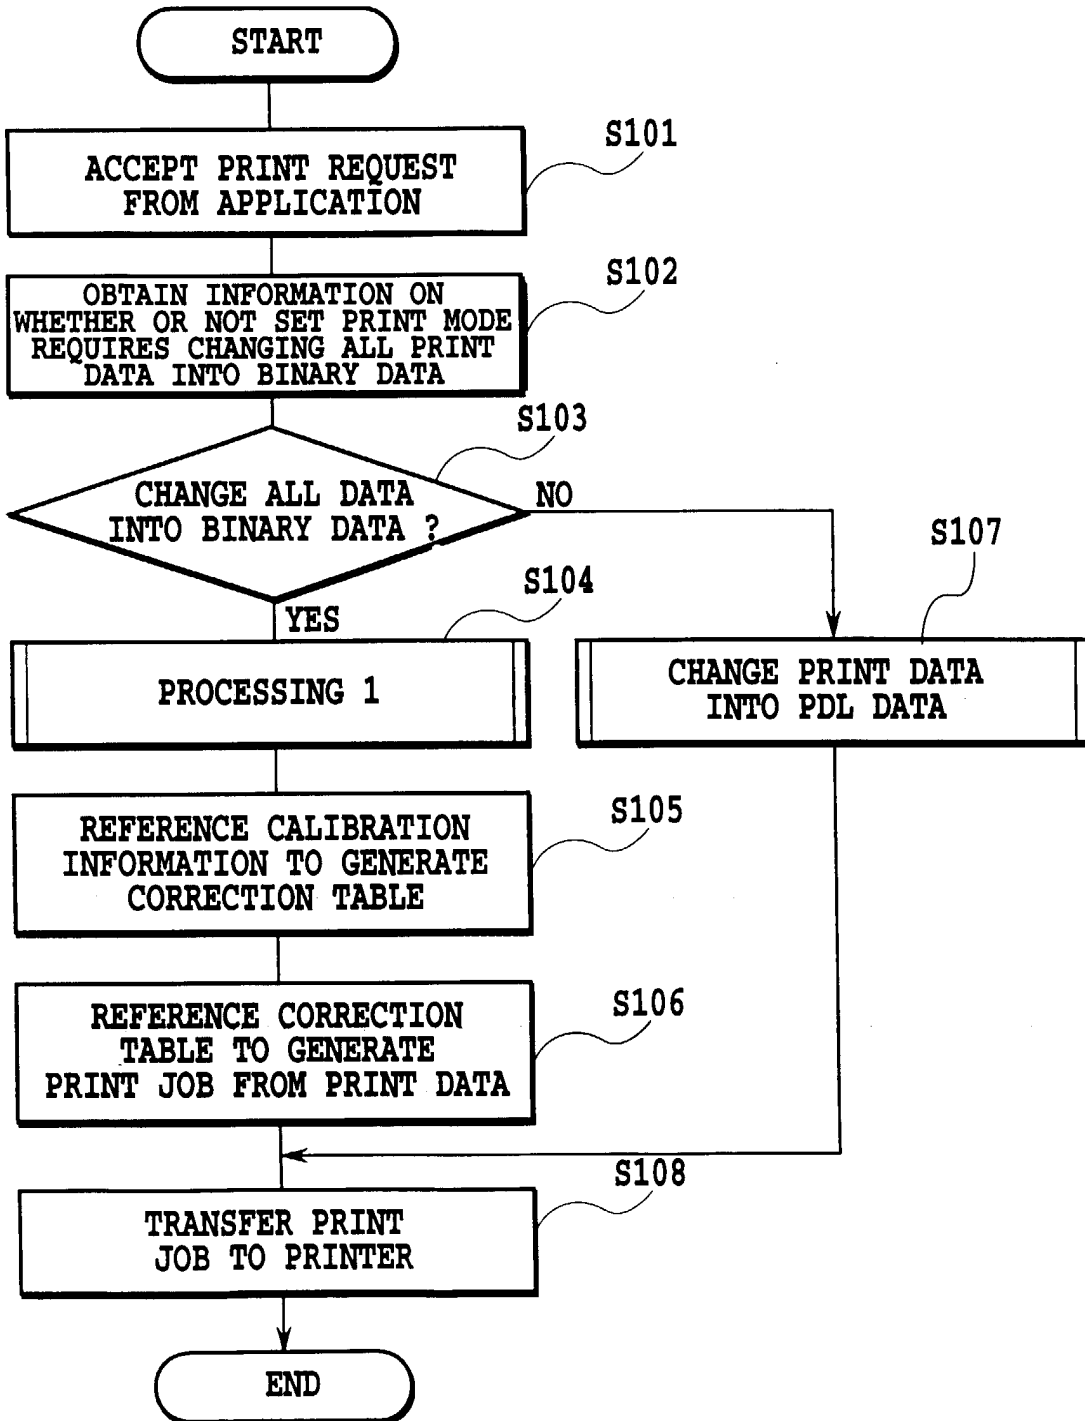 START
S101
ACCEPT PRINT REQUEST
FROM APPLICATION
S102
OBTAIN INFORMATION ON
WHETHER OR NOT SET PRINT MODE
REQUIRES CHANGING ALL PRINT
DATA INTO BINARY DATA
S103
CHANGE ALL DATA
INTO BINARY DATA ?
NO
YES
S104
PROCESSING 1
S107
CHANGE PRINT DATA
INTO PDL DATA
S105
REFERENCE CALIBRATION
INFORMATION TO GENERATE
CORRECTION TABLE
S106
REFERENCE CORRECTION
TABLE TO GENERATE
PRINT JOB FROM PRINT DATA
S108
TRANSFER PRINT
JOB TO PRINTER
END